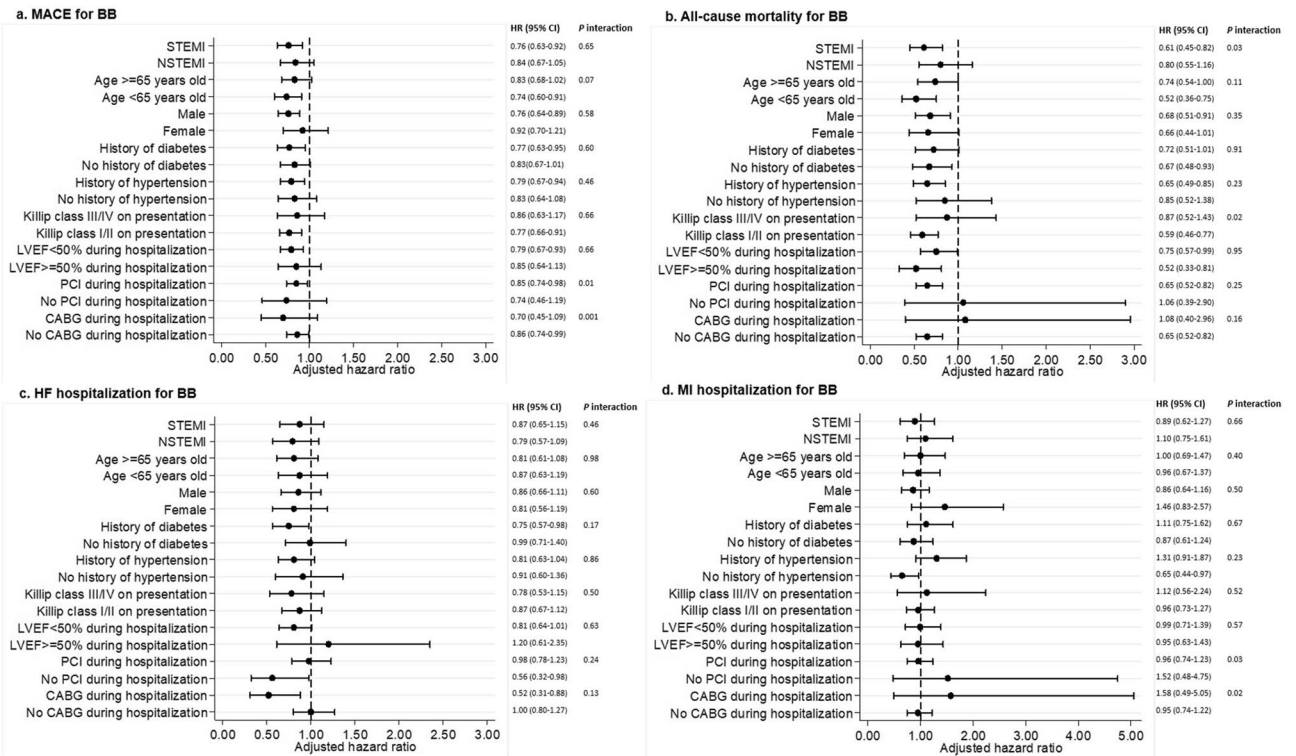 a. MACE for BB
HR (95% CI) P interaction
STEMI 0.76 (0.63-0.92) 0.65
NSTEMI 0.84 (0.67-1.05)
Age >=65 years old 0.83 (0.68-1.02) 0.07
Age <65 years old 0.74 (0.60-0.91)
Male 0.76 (0.64-0.89) 0.58
Female 0.92 (0.70-1.21)
History of diabetes 0.77 (0.63-0.95) 0.60
No history of diabetes 0.83(0.67-1.01)
History of hypertension 0.79 (0.67-0.94) 0.46
No history of hypertension 0.83 (0.64-1.08)
Killip class III/IV on presentation 0.86 (0.63-1.17) 0.66
Killip class I/II on presentation 0.77 (0.66-0.91)
LVEF<50% during hospitalization 0.79 (0.67-0.93) 0.66
LVEF>=50% during hospitalization 0.85 (0.64-1.13)
PCI during hospitalization 0.85 (0.74-0.98) 0.01
No PCI during hospitalization 0.74 (0.46-1.19)
CABG during hospitalization 0.70 (0.45-1.09) 0.001
No CABG during hospitalization 0.86 (0.74-0.99)
0.00 0.50 1.00 1.50 2.00 2.50 3.00
Adjusted hazard ratio
b. All-cause mortality for BB
HR (95% CI) P interaction
STEMI 0.61 (0.45-0.82) 0.03
NSTEMI 0.80 (0.55-1.16)
Age >=65 years old 0.74 (0.54-1.00) 0.11
Age <65 years old 0.52 (0.36-0.75)
Male 0.68 (0.51-0.91) 0.35
Female 0.66 (0.44-1.01)
History of diabetes 0.72 (0.51-1.01) 0.91
No history of diabetes 0.67 (0.48-0.93)
History of hypertension 0.65 (0.49-0.85) 0.23
No history of hypertension 0.85 (0.52-1.38)
Killip class III/IV on presentation 0.87 (0.52-1.43) 0.02
Killip class I/II on presentation 0.59 (0.46-0.77)
LVEF<50% during hospitalization 0.75 (0.57-0.99) 0.95
LVEF>=50% during hospitalization 0.52 (0.33-0.81)
PCI during hospitalization 0.65 (0.52-0.82) 0.25
No PCI during hospitalization 1.06 (0.39-2.90)
CABG during hospitalization 1.08 (0.40-2.96) 0.16
No CABG during hospitalization 0.65 (0.52-0.82)
0.00 0.50 1.00 1.50 2.00 2.50 3.00
Adjusted hazard ratio
c. HF hospitalization for BB
HR (95% CI) P interaction
STEMI 0.87 (0.65-1.15) 0.46
NSTEMI 0.79 (0.57-1.09)
Age >=65 years old 0.81 (0.61-1.08) 0.98
Age <65 years old 0.87 (0.63-1.19)
Male 0.86 (0.66-1.11) 0.60
Female 0.81 (0.56-1.19)
History of diabetes 0.75 (0.57-0.98) 0.17
No history of diabetes 0.99 (0.71-1.40)
History of hypertension 0.81 (0.63-1.04) 0.86
No history of hypertension 0.91 (0.60-1.36)
Killip class III/IV on presentation 0.78 (0.53-1.15) 0.50
Killip class I/II on presentation 0.87 (0.67-1.12)
LVEF<50% during hospitalization 0.81 (0.64-1.01) 0.63
LVEF>=50% during hospitalization 1.20 (0.61-2.35)
PCI during hospitalization 0.98 (0.78-1.23) 0.24
No PCI during hospitalization 0.56 (0.32-0.98)
CABG during hospitalization 0.52 (0.31-0.88) 0.13
No CABG during hospitalization 1.00 (0.80-1.27)
0.00 0.50 1.00 1.50 2.00 2.50 3.00
Adjusted hazard ratio
d. MI hospitalization for BB
HR (95% CI) P interaction
STEMI 0.89 (0.62-1.27) 0.66
NSTEMI 1.10 (0.75-1.61)
Age >=65 years old 1.00 (0.69-1.47) 0.40
Age <65 years old 0.96 (0.67-1.37)
Male 0.86 (0.64-1.16) 0.50
Female 1.46 (0.83-2.57)
History of diabetes 1.11 (0.75-1.62) 0.67
No history of diabetes 0.87 (0.61-1.24)
History of hypertension 1.31 (0.91-1.87) 0.23
No history of hypertension 0.65 (0.44-0.97)
Killip class III/IV on presentation 1.12 (0.56-2.24) 0.52
Killip class I/II on presentation 0.96 (0.73-1.27)
LVEF<50% during hospitalization 0.99 (0.71-1.39) 0.57
LVEF>=50% during hospitalization 0.95 (0.63-1.43)
PCI during hospitalization 0.96 (0.74-1.23) 0.03
No PCI during hospitalization 1.52 (0.48-4.75)
CABG during hospitalization 1.58 (0.49-5.05) 0.02
No CABG during hospitalization 0.95 (0.74-1.22)
0.00 1.00 2.00 3.00 4.00 5.00
Adjusted hazard ratio